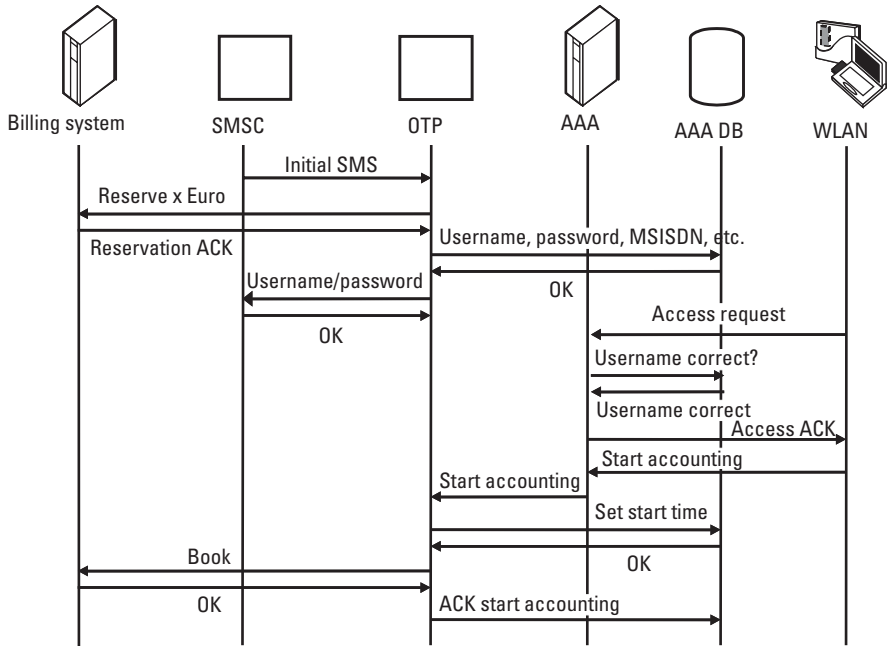 Billing system
SMSC
OTP
AAA
AAA DB
WLAN
Initial SMS
Reserve x Euro
Reservation ACK
Username, password, MSISDN, etc.
OK
Username/password
OK
Access request
Username correct?
Username correct
Access ACK
Start accounting
Start accounting
Set start time
OK
Book
OK
ACK start accounting